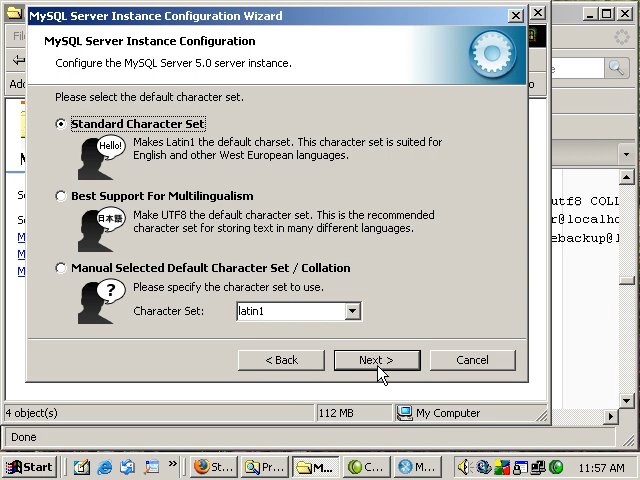 MySQL Server Instance Configuration Wizard
MySQL Server Instance Configuration
Configure the MySQL Server 5.0 server instance.
Please select the default character set.
Standard Character Set
Hello!
Makes Latin1 the default charset. This character set is suited for
English and other West European languages.
Best Support For Multilingualism
日本語
Make UTF8 the default character set. This is the recommended
character set for storing text in many different languages.
Manual Selected Default Character Set / Collation
?
Please specify the character set to use.
Character Set:
latin1
< Back
Next >
Cancel
utf8 COLL
r@localho
ebackup@l
4 object(s)
112 MB
My Computer
Done
Start
»
St...
Pr...
M...
C...
M...
11:57 AM